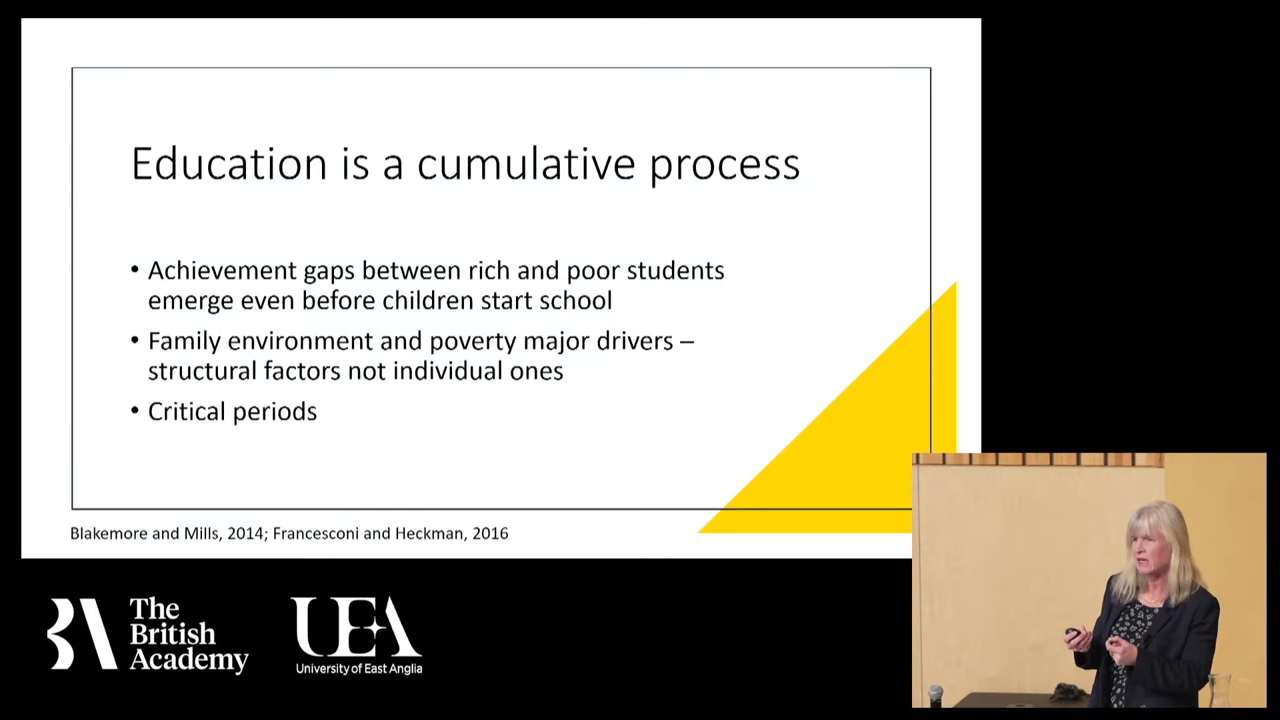 Education is a cumulative process
• Achievement gaps between rich and poor students
emerge even before children start school
• Family environment and poverty major drivers –
structural factors not individual ones
• Critical periods
Blakemore and Mills, 2014; Francesconi and Heckman, 2016
The
British
Academy
UEA
University of East Anglia